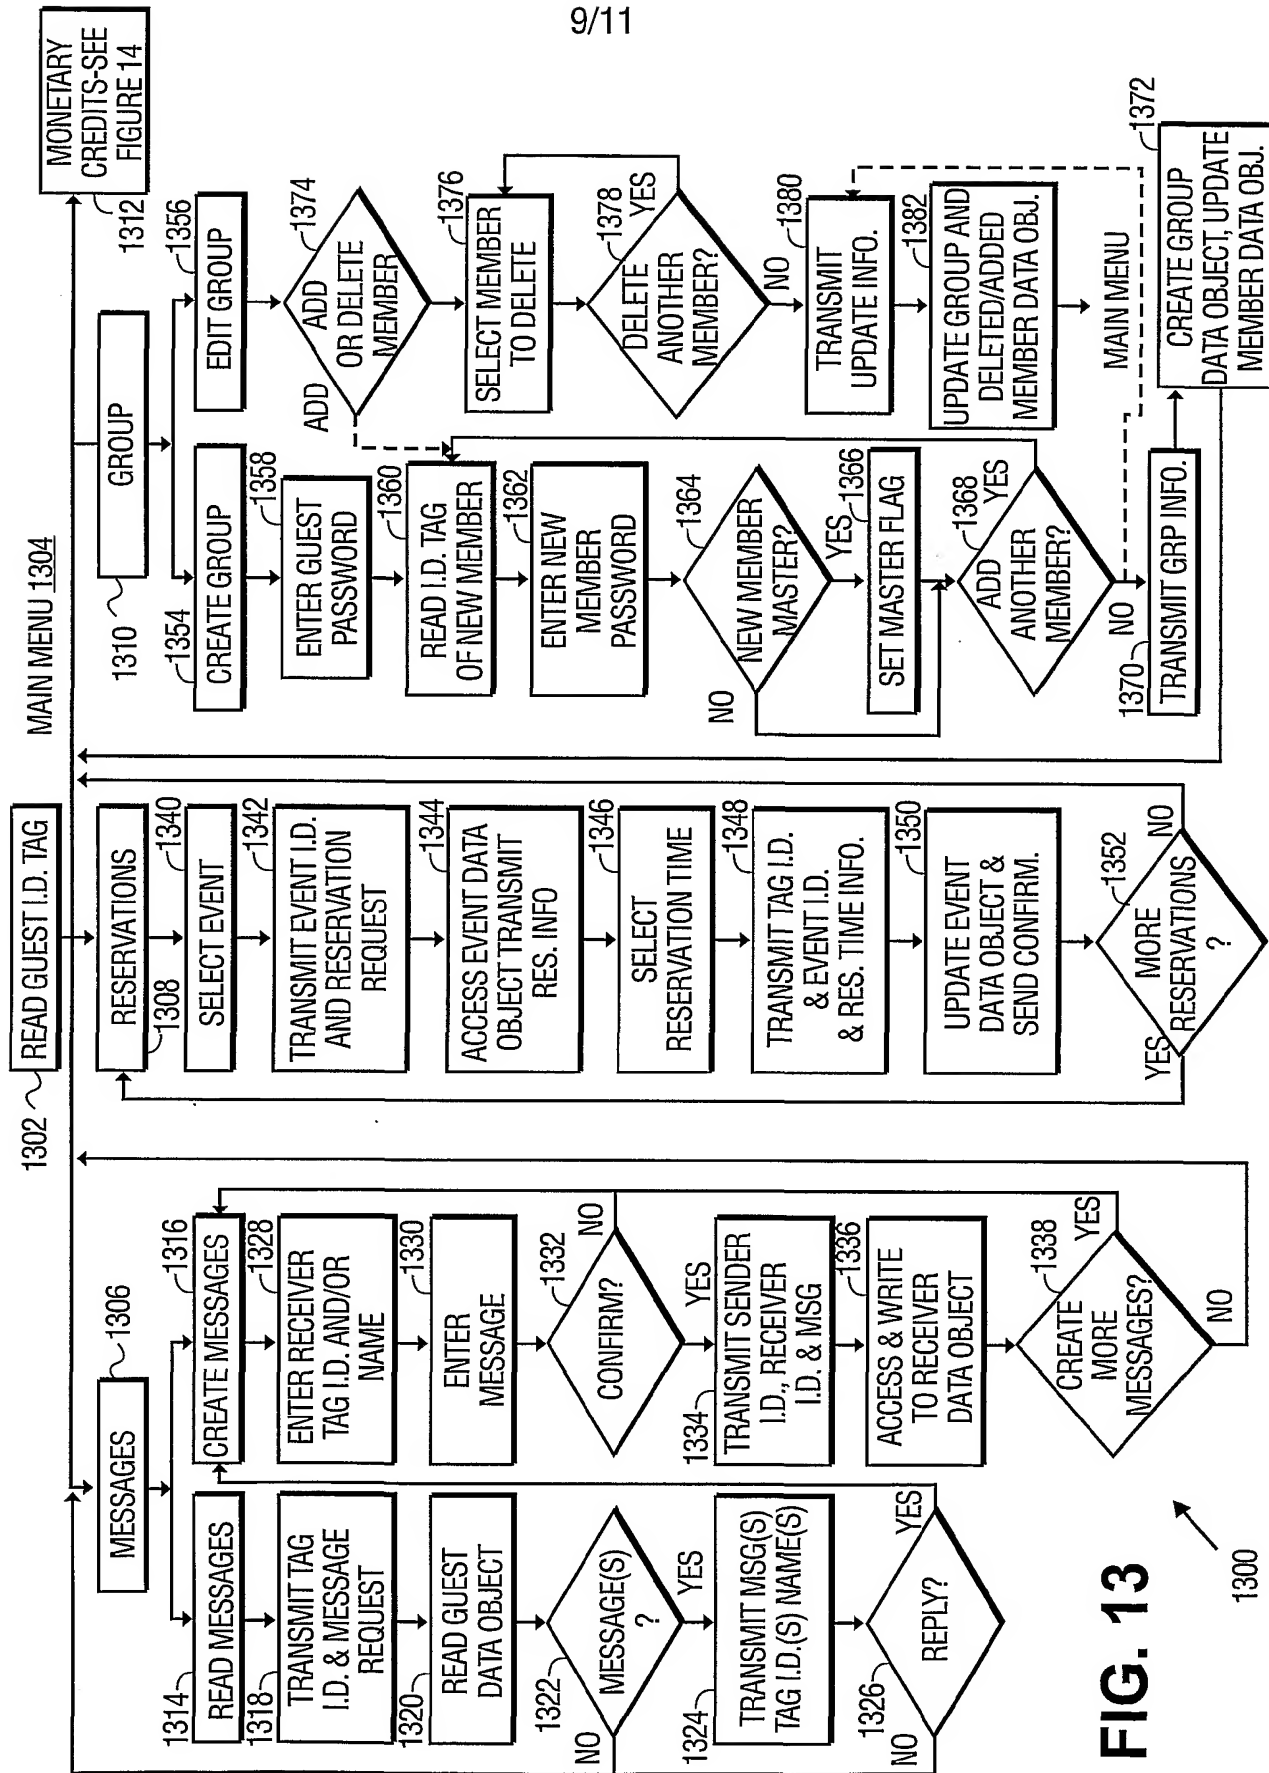 9/11
1302
READ GUEST I.D. TAG
MAIN MENU 1304
1306
MESSAGES
1314
READ MESSAGES
1318
TRANSMIT TAG
I.D. & MESSAGE
REQUEST
1320
READ GUEST
DATA OBJECT
1322
MESSAGE(S)
?
NO
YES
1324
TRANSMIT MSG(S)
TAG I.D.(S) NAME(S)
1326
REPLY?
NO
YES
1316
CREATE MESSAGES
1328
ENTER RECEIVER
TAG I.D. AND/OR
NAME
1330
ENTER
MESSAGE
1332
CONFIRM?
NO
YES
1334
TRANSMIT SENDER
I.D., RECEIVER
I.D. & MSG
1336
ACCESS & WRITE
TO RECEIVER
DATA OBJECT
1338
CREATE
MORE
MESSAGES?
YES
NO
RESERVATIONS
1308
1340
SELECT EVENT
1342
TRANSMIT EVENT I.D.
AND RESERVATION
REQUEST
1344
ACCESS EVENT DATA
OBJECT TRANSMIT
RES. INFO
1346
SELECT
RESERVATION TIME
1348
TRANSMIT TAG I.D.
& EVENT I.D.
& RES. TIME INFO.
1350
UPDATE EVENT
DATA OBJECT &
SEND CONFIRM.
1352
MORE
RESERVATIONS
?
YES
NO
1310
GROUP
1354
CREATE GROUP
1358
ENTER GUEST
PASSWORD
1360
READ I.D. TAG
OF NEW MEMBER
1362
ENTER NEW
MEMBER
PASSWORD
1364
NEW MEMBER
MASTER?
NO
YES
1366
SET MASTER FLAG
1368
ADD
ANOTHER
MEMBER?
YES
NO
1370
TRANSMIT GRP INFO.
1372
CREATE GROUP
DATA OBJECT, UPDATE
MEMBER DATA OBJ.
1356
EDIT GROUP
1374
ADD
OR DELETE
MEMBER
ADD
1376
SELECT MEMBER
TO DELETE
1378
DELETE
ANOTHER
MEMBER?
YES
NO
1380
TRANSMIT
UPDATE INFO.
1382
UPDATE GROUP AND
DELETED/ADDED
MEMBER DATA OBJ.
MAIN MENU
1312
MONETARY
CREDITS-SEE
FIGURE 14
FIG. 13
1300